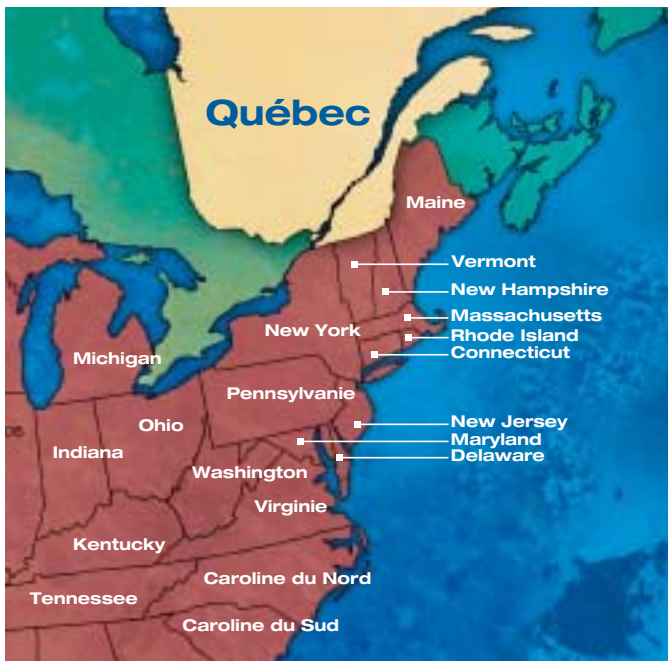 Québec
Maine
Vermont
New Hampshire
Massachusetts
New York
Rhode Island
Connecticut
Michigan
Pennsylvanie
New Jersey
Ohio
Maryland
Indiana
Delaware
Washington
Virginie
Kentucky
Caroline du Nord
Tennessee
Caroline du Sud